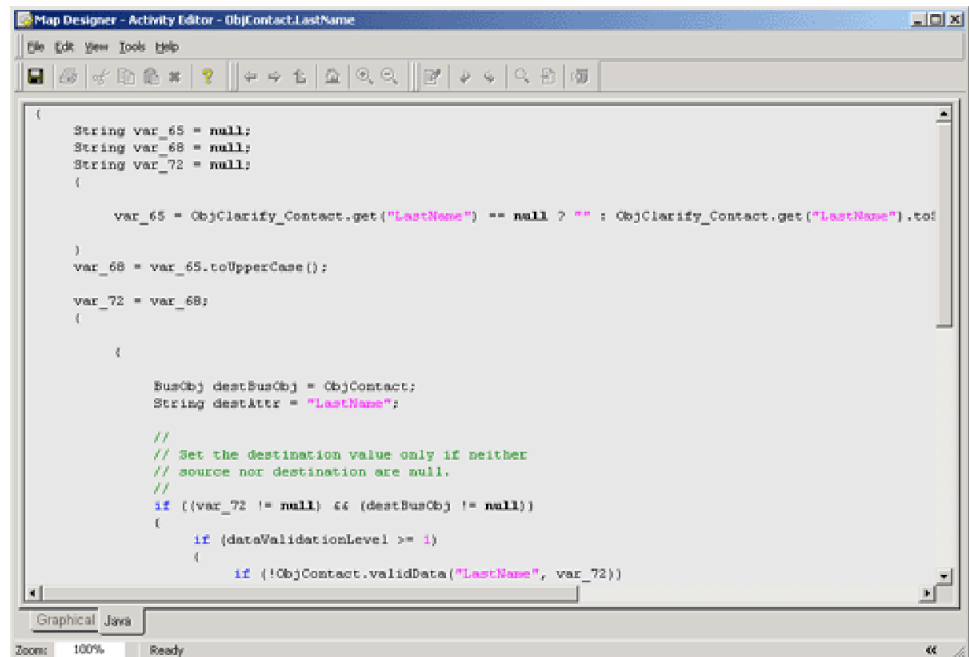 Map Designer - Activity Editor - ObjContact.LastName
File Edit View Tools Help
{
String var_65 = null;
String var_68 = null;
String var_72 = null;
{
var_65 = ObjClarify_Contact.get("LastName") == null ? "" : ObjClarify_Contact.get("LastName").toS
}
var_68 = var_65.toUpperCase();
var_72 = var_68;
{
{
BusObj destBusObj = ObjContact;
String destAttr = "LastName";
//
// Set the destination value only if neither
// source nor destination are null.
//
if ((var_72 != null) && (destBusObj != null))
{
if (dataValidationLevel >= 1)
{
if (!ObjContact.validData("LastName", var_72))
Graphical Java
Zoom: 100% Ready